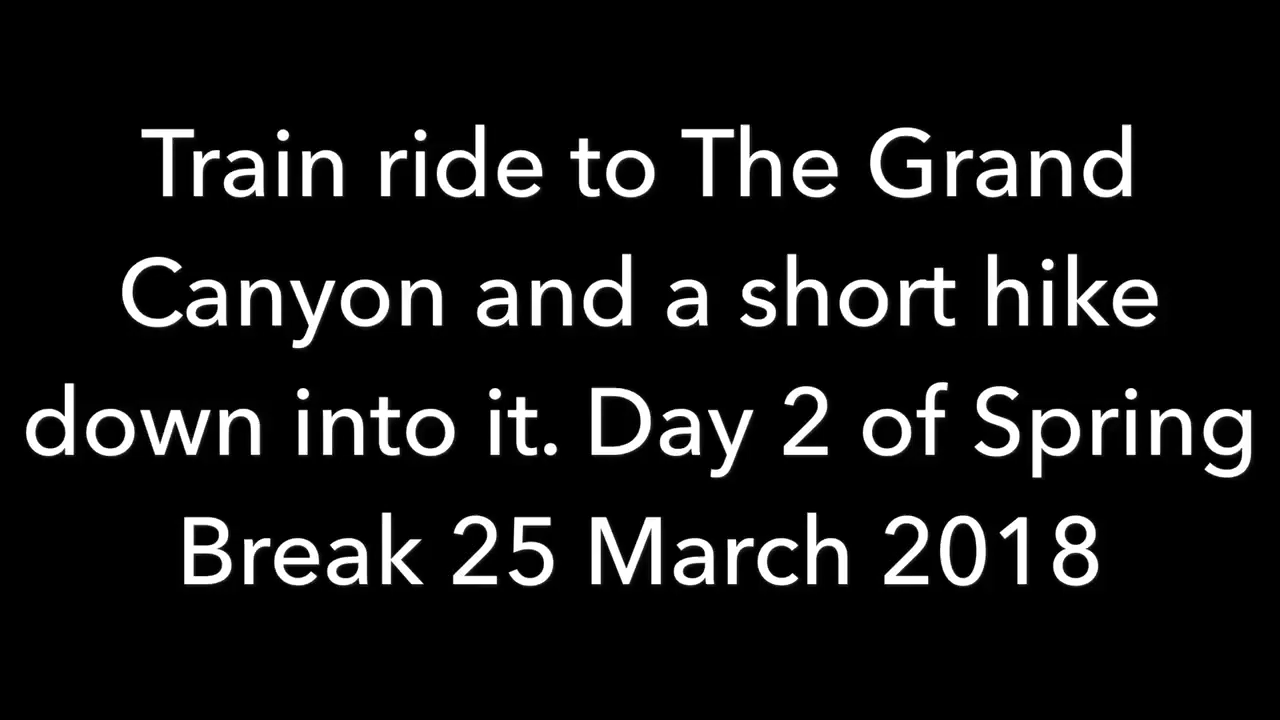 Train ride to The Grand
Canyon and a short hike
down into it. Day 2 of Spring
Break 25 March 2018